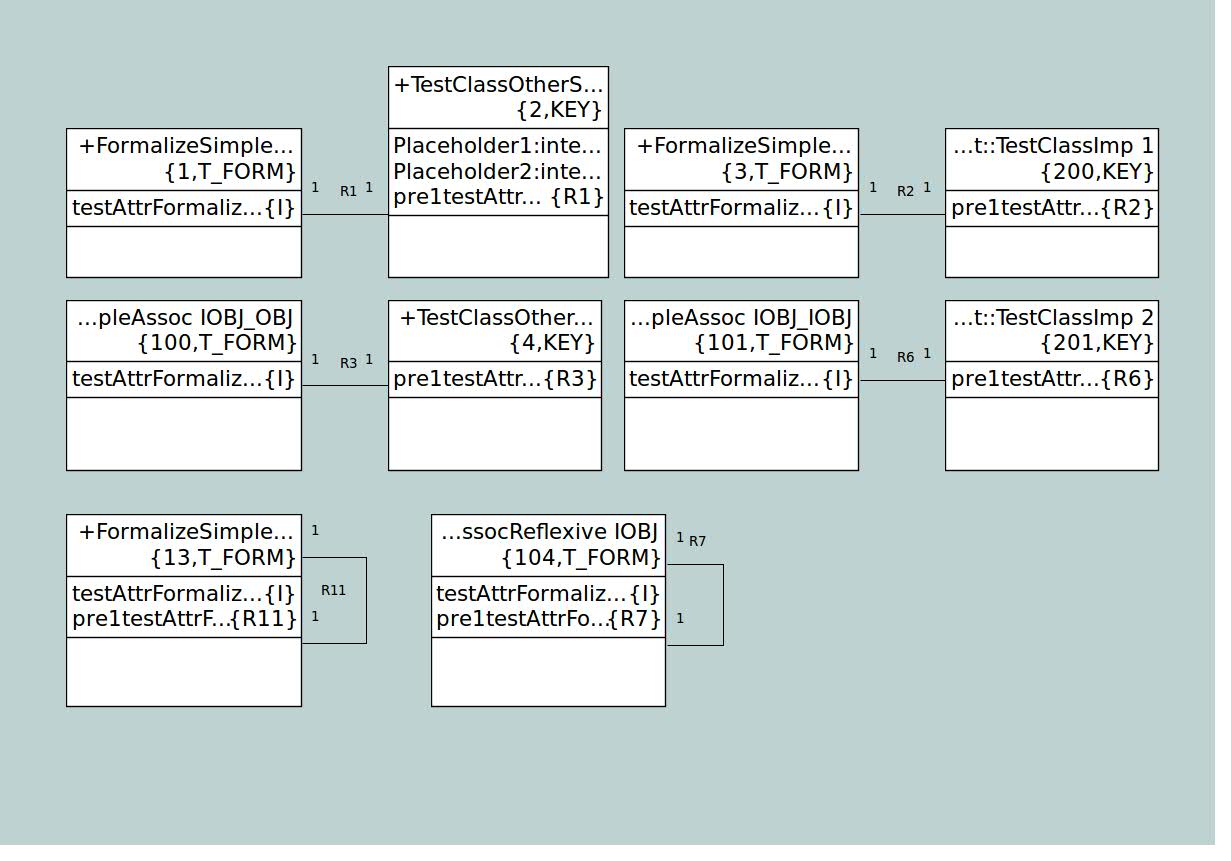 +TestClassOtherS...
{2,KEY}
Placeholder1:inte...
Placeholder2:inte...
pre1testAttr... {R1}
+FormalizeSimple...
{1,T_FORM}
testAttrFormaliz...{I}
1 R1 1
+FormalizeSimple...
{3,T_FORM}
testAttrFormaliz...{I}
1 R2 1
...t::TestClassImp 1
{200,KEY}
pre1testAttr...{R2}
...pleAssoc IOBJ_OBJ
{100,T_FORM}
testAttrFormaliz...{I}
1 R3 1
+TestClassOther...
{4,KEY}
pre1testAttr...{R3}
...pleAssoc IOBJ_IOBJ
{101,T_FORM}
testAttrFormaliz...{I}
1 R6 1
...t::TestClassImp 2
{201,KEY}
pre1testAttr...{R6}
+FormalizeSimple...
{13,T_FORM}
testAttrFormaliz...{I}
pre1testAttrF...{R11}
1
R11
1
...ssocReflexive IOBJ
{104,T_FORM}
testAttrFormaliz...{I}
pre1testAttrFo...{R7}
1 R7
1